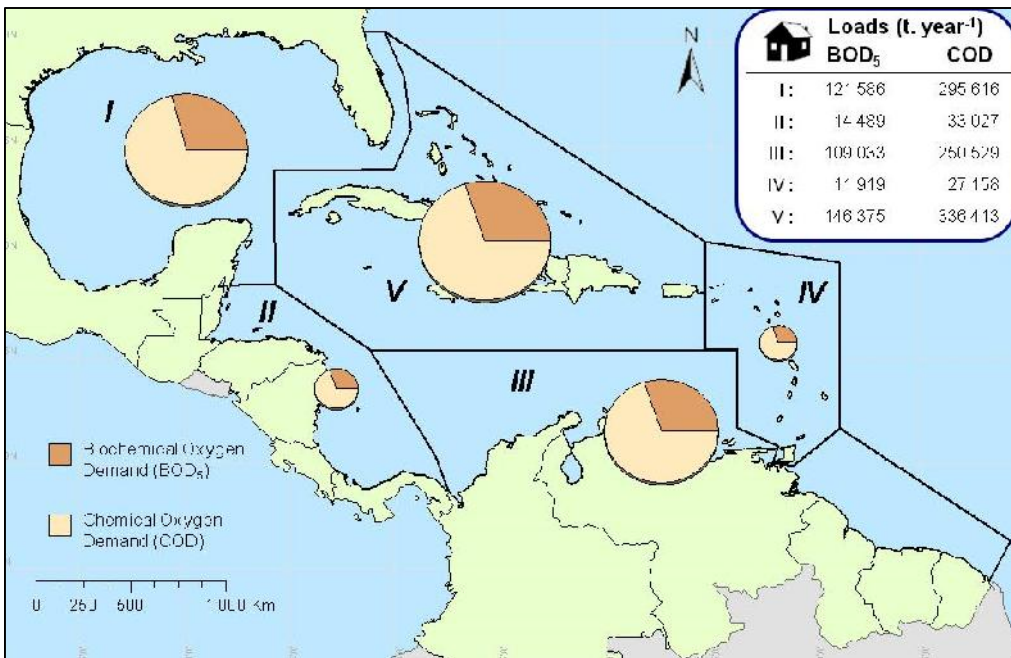 Loads (t. year-1)
BOD5 COD
I: 121 586 295 616
II: 14 489 33 027
III: 109 033 250 529
IV: 11 919 27 158
V: 146 375 336 413
N
I
II
III
IV
V
Biochemical Oxygen
Demand (BOD5)
Chemical Oxygen
Demand (COD)
0 250 500 1000 Km